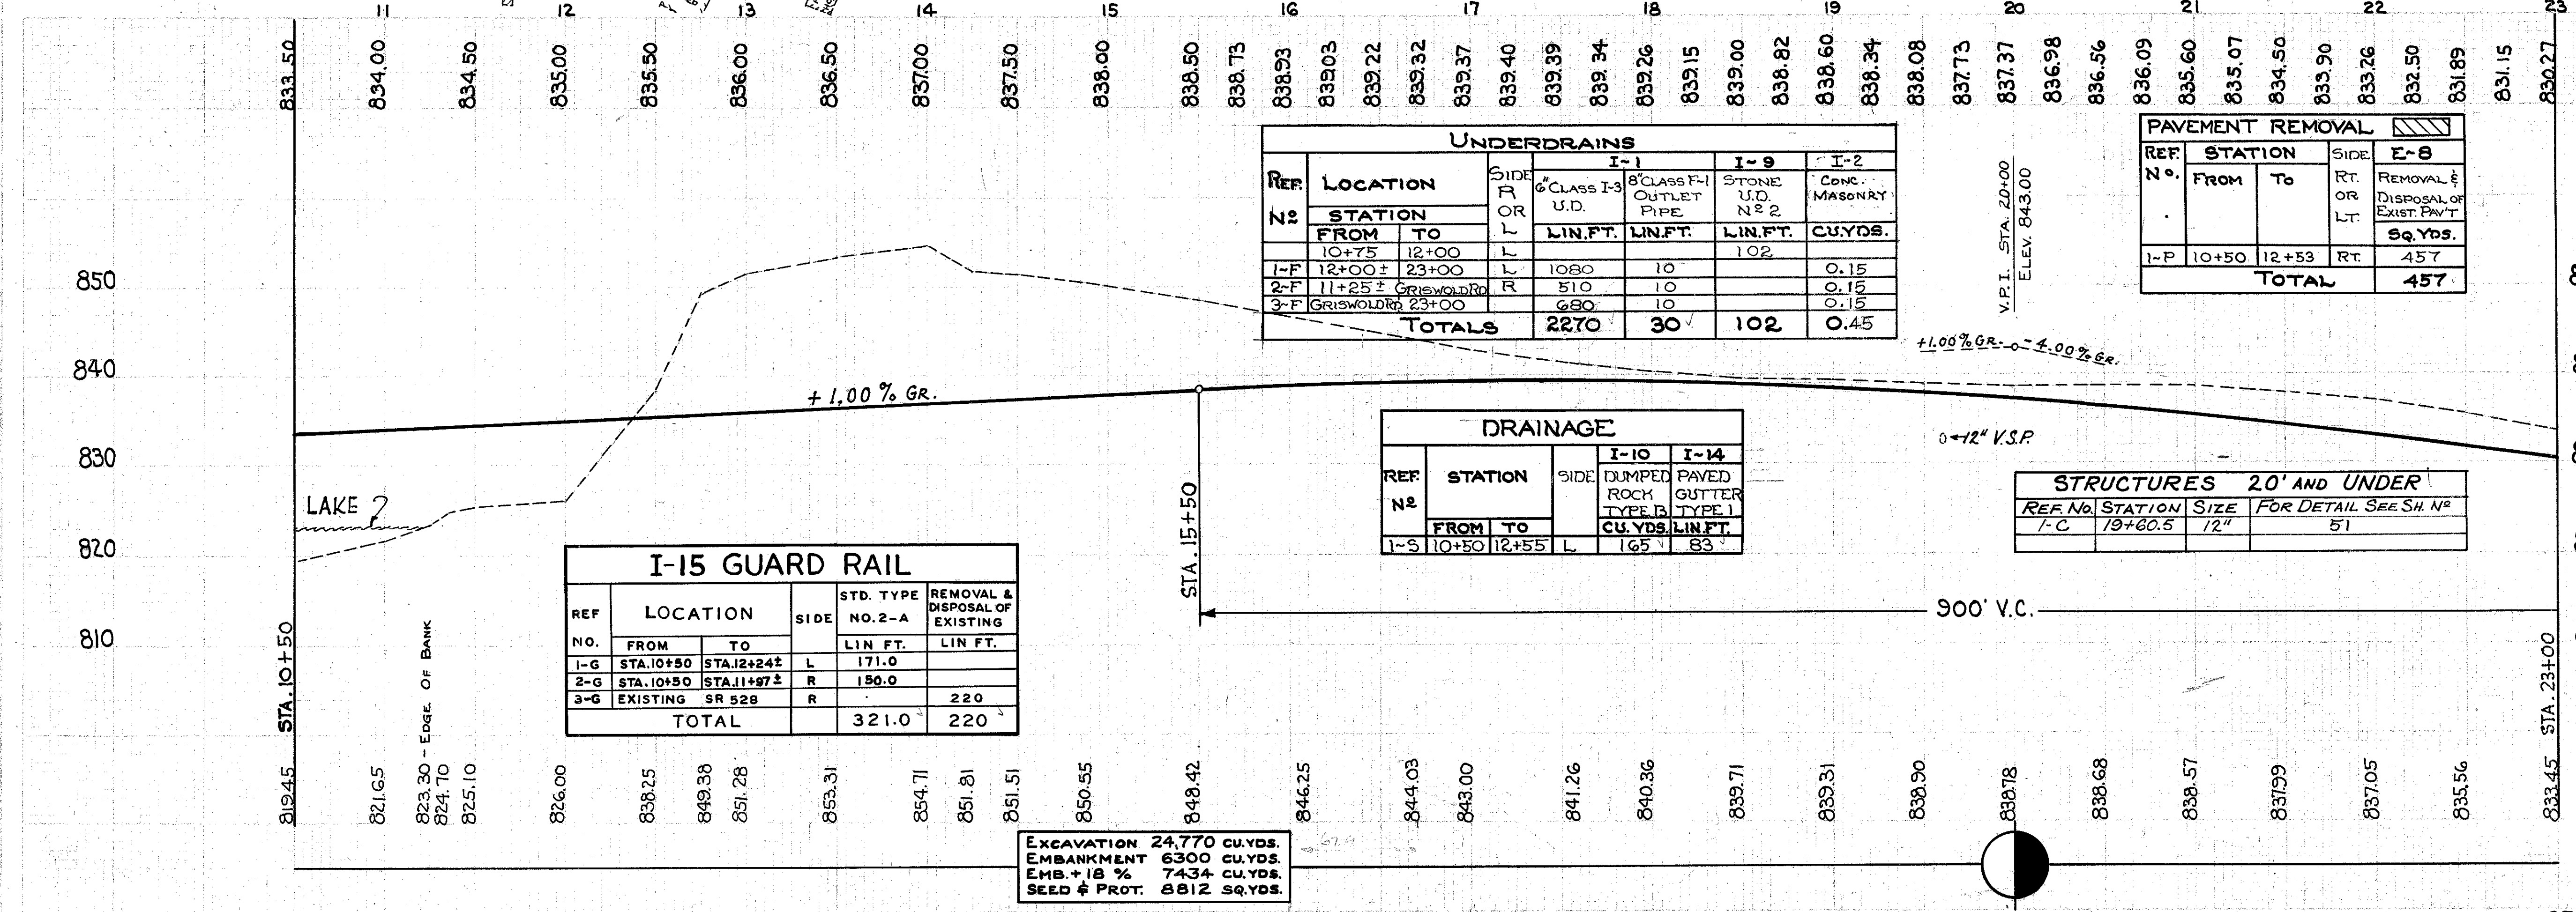 11 12 13 14 15 16 17 18 19 20 21 22 23
833.50 834.00 834.50 835.00 835.50 836.00 836.50 837.00 837.50 838.00 838.50 838.73 838.93 839.03 839.22 839.32 839.37 839.40 839.39 839.34 839.26 839.15 839.00 838.82 838.60 838.34 838.08 837.73 837.37 836.98 836.56 836.09 835.60 835.07 834.50 833.90 833.26 832.50 831.89 831.15 830.27
UNDERDRAINS
REF. Nº LOCATION SIDE R OR L I~1 I~9 I-2
6" CLASS I-3 U.D. 8" CLASS F-1 OUTLET PIPE STONE U.D. Nº 2 CONC. MASONRY
STATION
FROM TO LIN.FT. LIN.FT. LIN.FT. CU.YDS.
10+75 12+00 L 102
1~F 12+00± 23+00 L 1080 10 0.15
2~F 11+25± GRISWOLD RD R 510 10 0.15
3~F GRISWOLD RD 23+00 680 10 0.15
TOTALS 2270 30 102 0.45
V.P.I. STA. 20+00
ELEV. 843.00
PAVEMENT REMOVAL
REF. Nº. STATION SIDE RT. OR LT. E~8
FROM TO REMOVAL & DISPOSAL OF EXIST. PAV'T
SQ.YDS.
1~P 10+50 12+53 RT. 457
TOTAL 457
850
840
830
820
810
+1.00% GR. -4.00% GR.
+1.00% GR.
12" V.S.P.
LAKE
DRAINAGE
REF. Nº STATION SIDE I~10 I~14
DUMPED ROCK TYPE B PAVED GUTTER TYPE 1
FROM TO CU.YDS. LIN.FT.
1~S 10+50 12+55 L 165 83
STRUCTURES 20' AND UNDER
REF. No. STATION SIZE FOR DETAIL SEE SH. Nº
1-C 19+60.5 12" 51
I-15 GUARD RAIL
REF NO. LOCATION SIDE STD. TYPE NO.2-A REMOVAL & DISPOSAL OF EXISTING
FROM TO LIN FT. LIN FT.
1-G STA.10+50 STA.12+24± L 171.0
2-G STA.10+50 STA.11+97± R 150.0
3-G EXISTING SR 528 R 220
TOTAL 321.0 220
STA. 10+50
STA. 15+50
900' V.C.
STA. 23+00
819.45 821.65 823.30 - EDGE OF BANK 824.70 825.10 826.00 838.25 849.38 851.28 853.31 854.71 851.81 851.51 850.55 848.42 846.25 844.03 843.00 841.26 840.36 839.71 839.31 838.90 838.78 838.68 838.57 837.99 837.05 835.56 833.45
EXCAVATION 24,770 CU.YDS.
EMBANKMENT 6300 CU.YDS.
EMB.+18 % 7434 CU.YDS.
SEED & PROT. 8812 SQ.YDS.